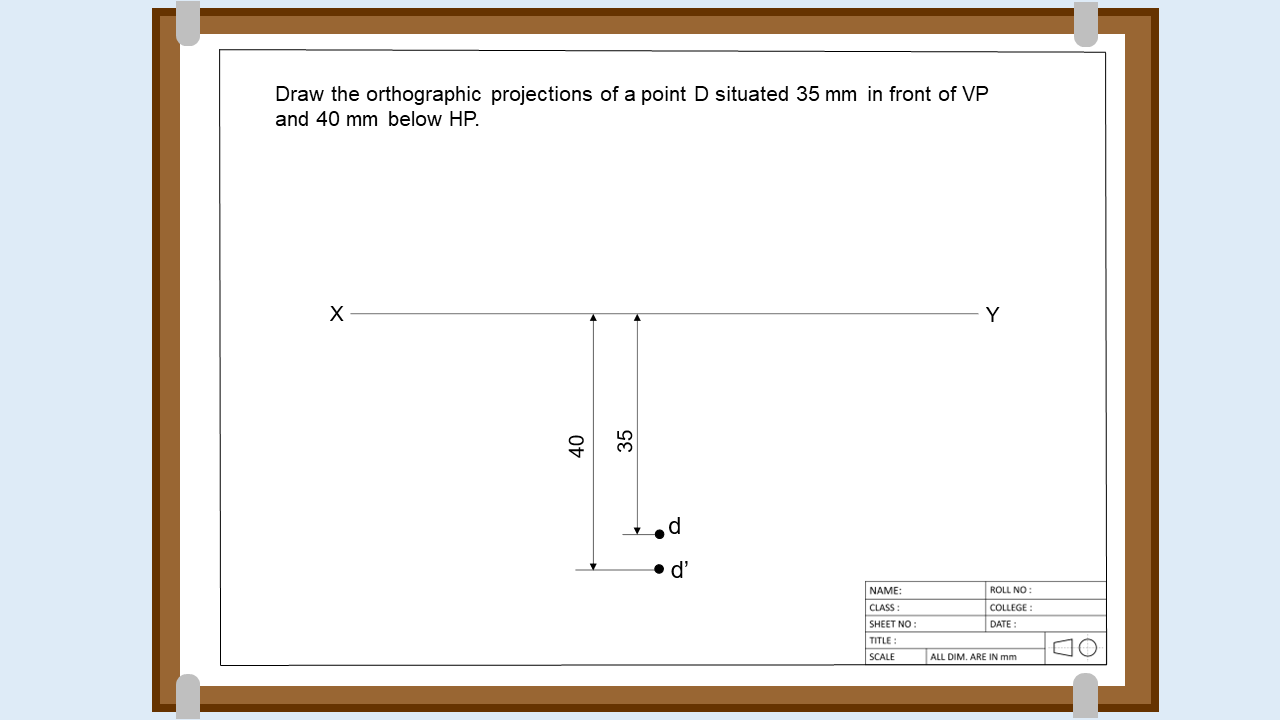 Draw the orthographic projections of a point D situated 35 mm in front of VP
and 40 mm below HP.
X
Y
40
35
d
d’
NAME:
ROLL NO :
CLASS :
COLLEGE :
SHEET NO :
DATE :
TITLE :
SCALE
ALL DIM. ARE IN mm